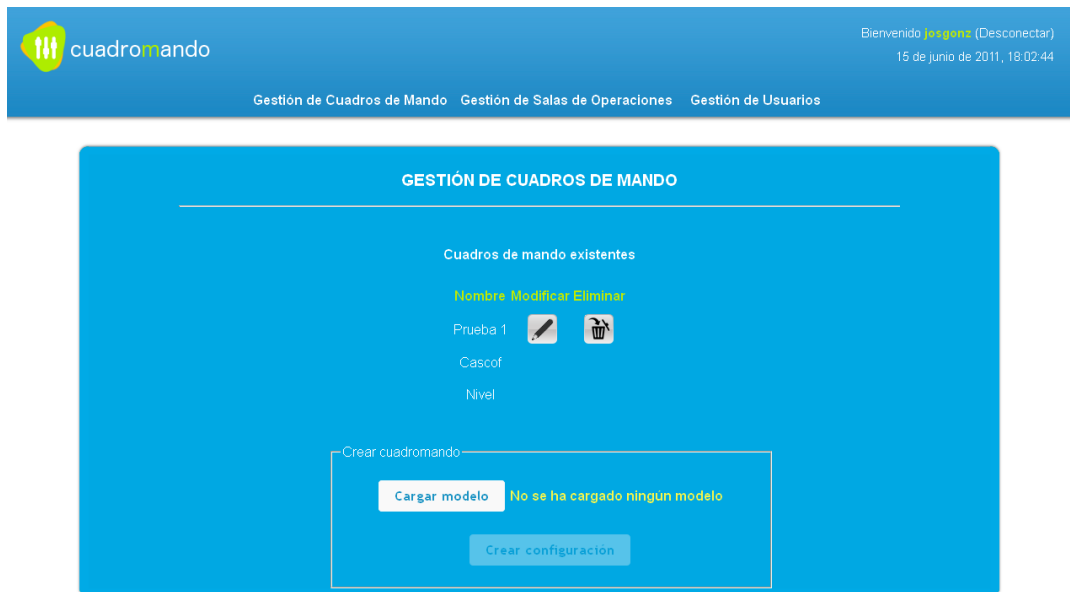 cuadromando
Bienvenido josgonz (Desconectar)
15 de junio de 2011, 18:02:44
Gestión de Cuadros de Mando Gestión de Salas de Operaciones Gestión de Usuarios
GESTIÓN DE CUADROS DE MANDO
Cuadros de mando existentes
Nombre Modificar Eliminar
Prueba 1
Cascof
Nivel
Crear cuadromando
Cargar modelo No se ha cargado ningún modelo
Crear configuración